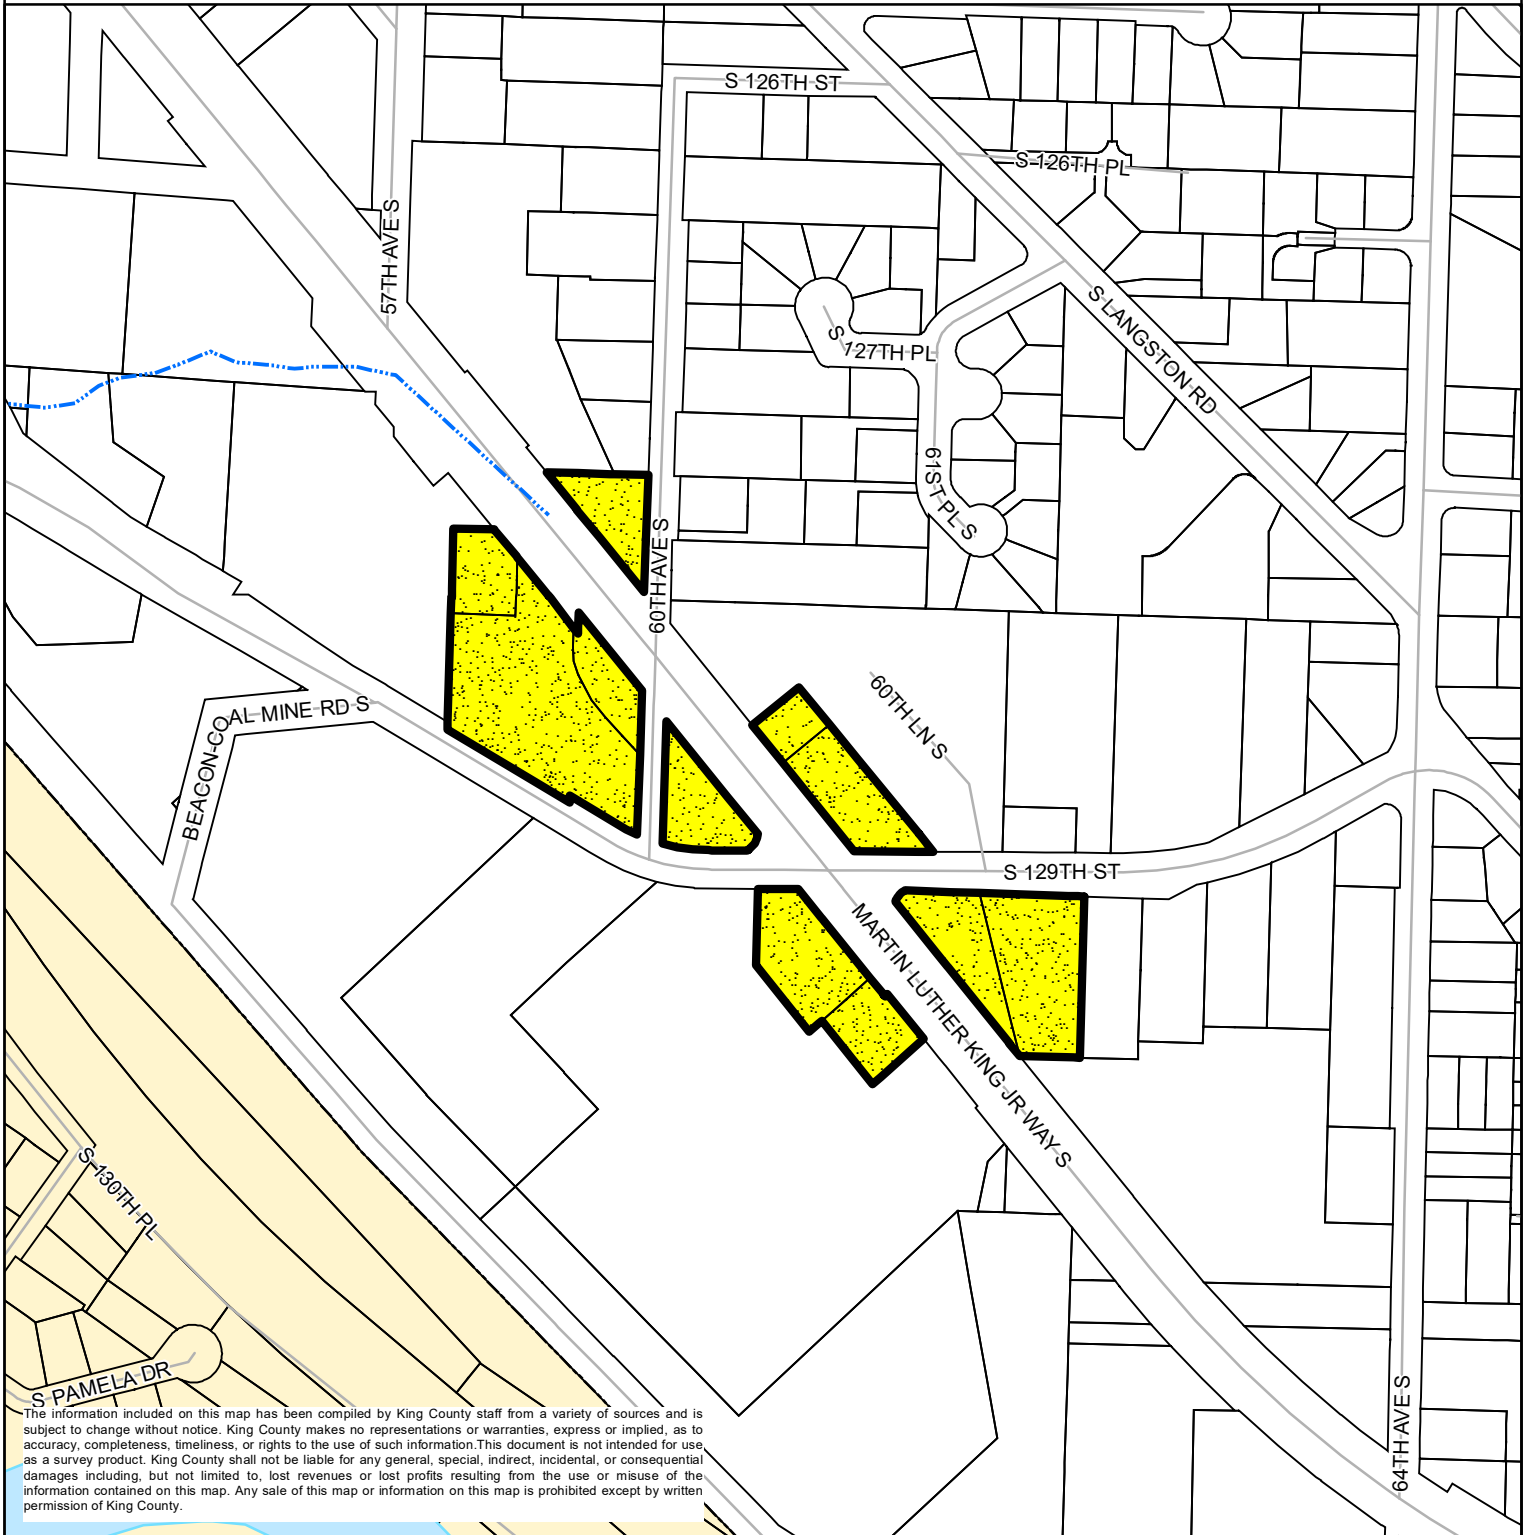 S 126TH ST
S 126TH PL
57TH AVE S
S LANGSTON RD
S 127TH PL
61ST PL S
60TH AVE S
60TH LN S
BEACON-COAL MINE RD S
S 129TH ST
MARTIN LUTHER KING JR WAY S
S 130TH PL
S PAMELA DR
64TH AVE S
The information included on this map has been compiled by King County staff from a variety of sources and is
subject to change without notice. King County makes no representations or warranties, express or implied, as to
accuracy, completeness, timeliness, or rights to the use of such information.This document is not intended for use
as a survey product. King County shall not be liable for any general, special, indirect, incidental, or consequential
damages including, but not limited to, lost revenues or lost profits resulting from the use or misuse of the
information contained on this map. Any sale of this map or information on this map is prohibited except by written
permission of King County.